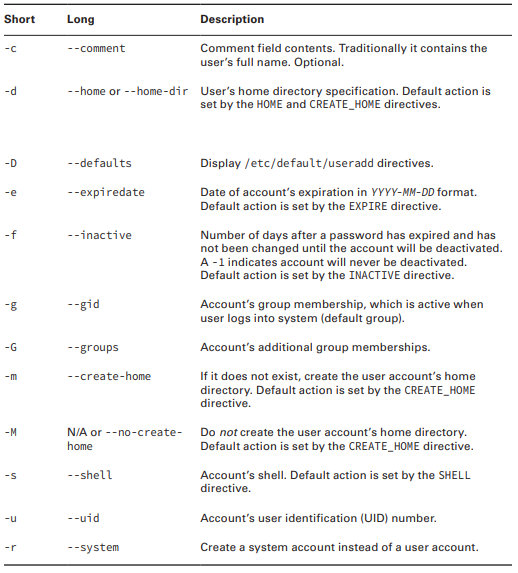 Short Long Description
-c --comment Comment field contents. Traditionally it contains the
user's full name. Optional.
-d --home or --home-dir User's home directory specification. Default action is
set by the HOME and CREATE_HOME directives.
-D --defaults Display /etc/default/useradd directives.
-e --expiredate Date of account's expiration in YYYY-MM-DD format.
Default action is set by the EXPIRE directive.
-f --inactive Number of days after a password has expired and has
not been changed until the account will be deactivated.
A -1 indicates account will never be deactivated.
Default action is set by the INACTIVE directive.
-g --gid Account's group membership, which is active when
user logs into system (default group).
-G --groups Account's additional group memberships.
-m --create-home If it does not exist, create the user account's home
directory. Default action is set by the CREATE_HOME
directive.
-M N/A or --no-create- Do not create the user account's home directory.
home Default action is set by the CREATE_HOME directive.
-s --shell Account's shell. Default action is set by the SHELL
directive.
-u --uid Account's user identification (UID) number.
-r --system Create a system account instead of a user account.